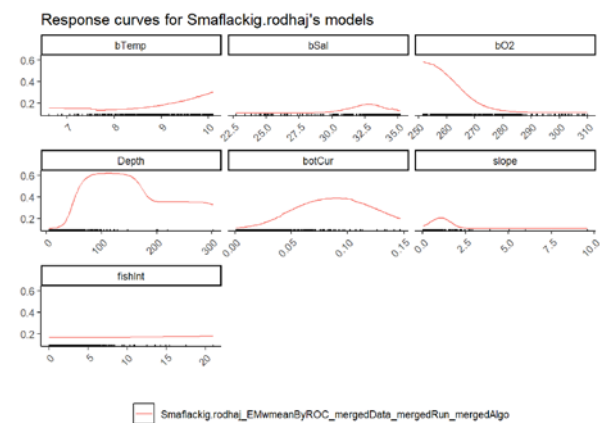 Response curves for Smaflackig.rodhaj's models
bTemp bSal bO2
0.6
0.4
0.2
7 8 9 10
22.5 25.0 27.5 30.0 32.5 35.0
250 260 270 280 290 300 310
Depth botCur slope
0.6
0.4
0.2
0 100 200 300
0.00 0.05 0.10 0.15
0.0 2.5 5.0 7.5 10.0
fishInt
0.6
0.4
0.2
0 5 10 15 20
Smaflackig.rodhaj_EMwmeanByROC_mergedData_mergedRun_mergedAlgo